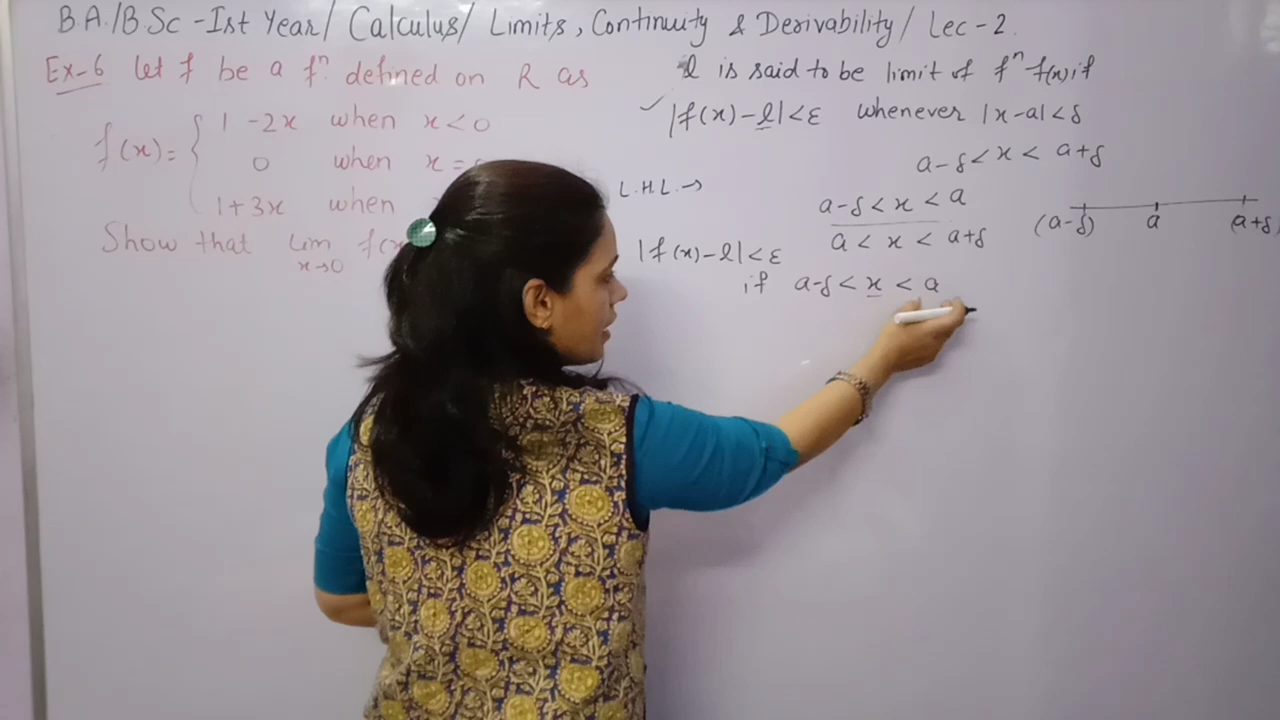 B.A./B.Sc - Ist Year/ Calculus/ Limits, Continuity & Desivability/ Lec-2.
Ex-6 Let f be a fⁿ. defined on R as
f(x) = { 1 - 2x when x < 0
0 when x =
1+3x when
Show that lim x→0 f(x
l is said to be limit of fⁿ f(x) if
✓ |f(x) - l| < ε whenever |x-a| < δ
a-δ < x < a+δ
L.H.L. →
a-δ < x < a
a < x < a+δ
(a-δ) a (a+δ
|f(x) - l| < ε
if a-δ < x < a